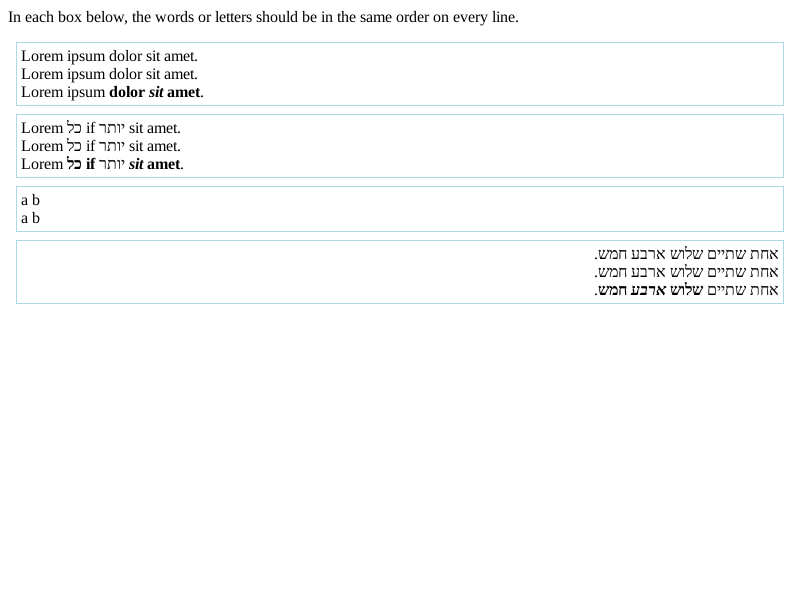 In each box below, the words or letters should be in the same order on every line.
Lorem ipsum dolor sit amet.
Lorem ipsum dolor sit amet.
Lorem ipsum dolor sit amet.
Lorem כל if יותר sit amet.
Lorem כל if יותר sit amet.
Lorem כל if יותר sit amet.
a b
a b
אחת שתיים שלוש ארבע חמש.
אחת שתיים שלוש ארבע חמש.
אחת שתיים שלוש ארבע חמש.